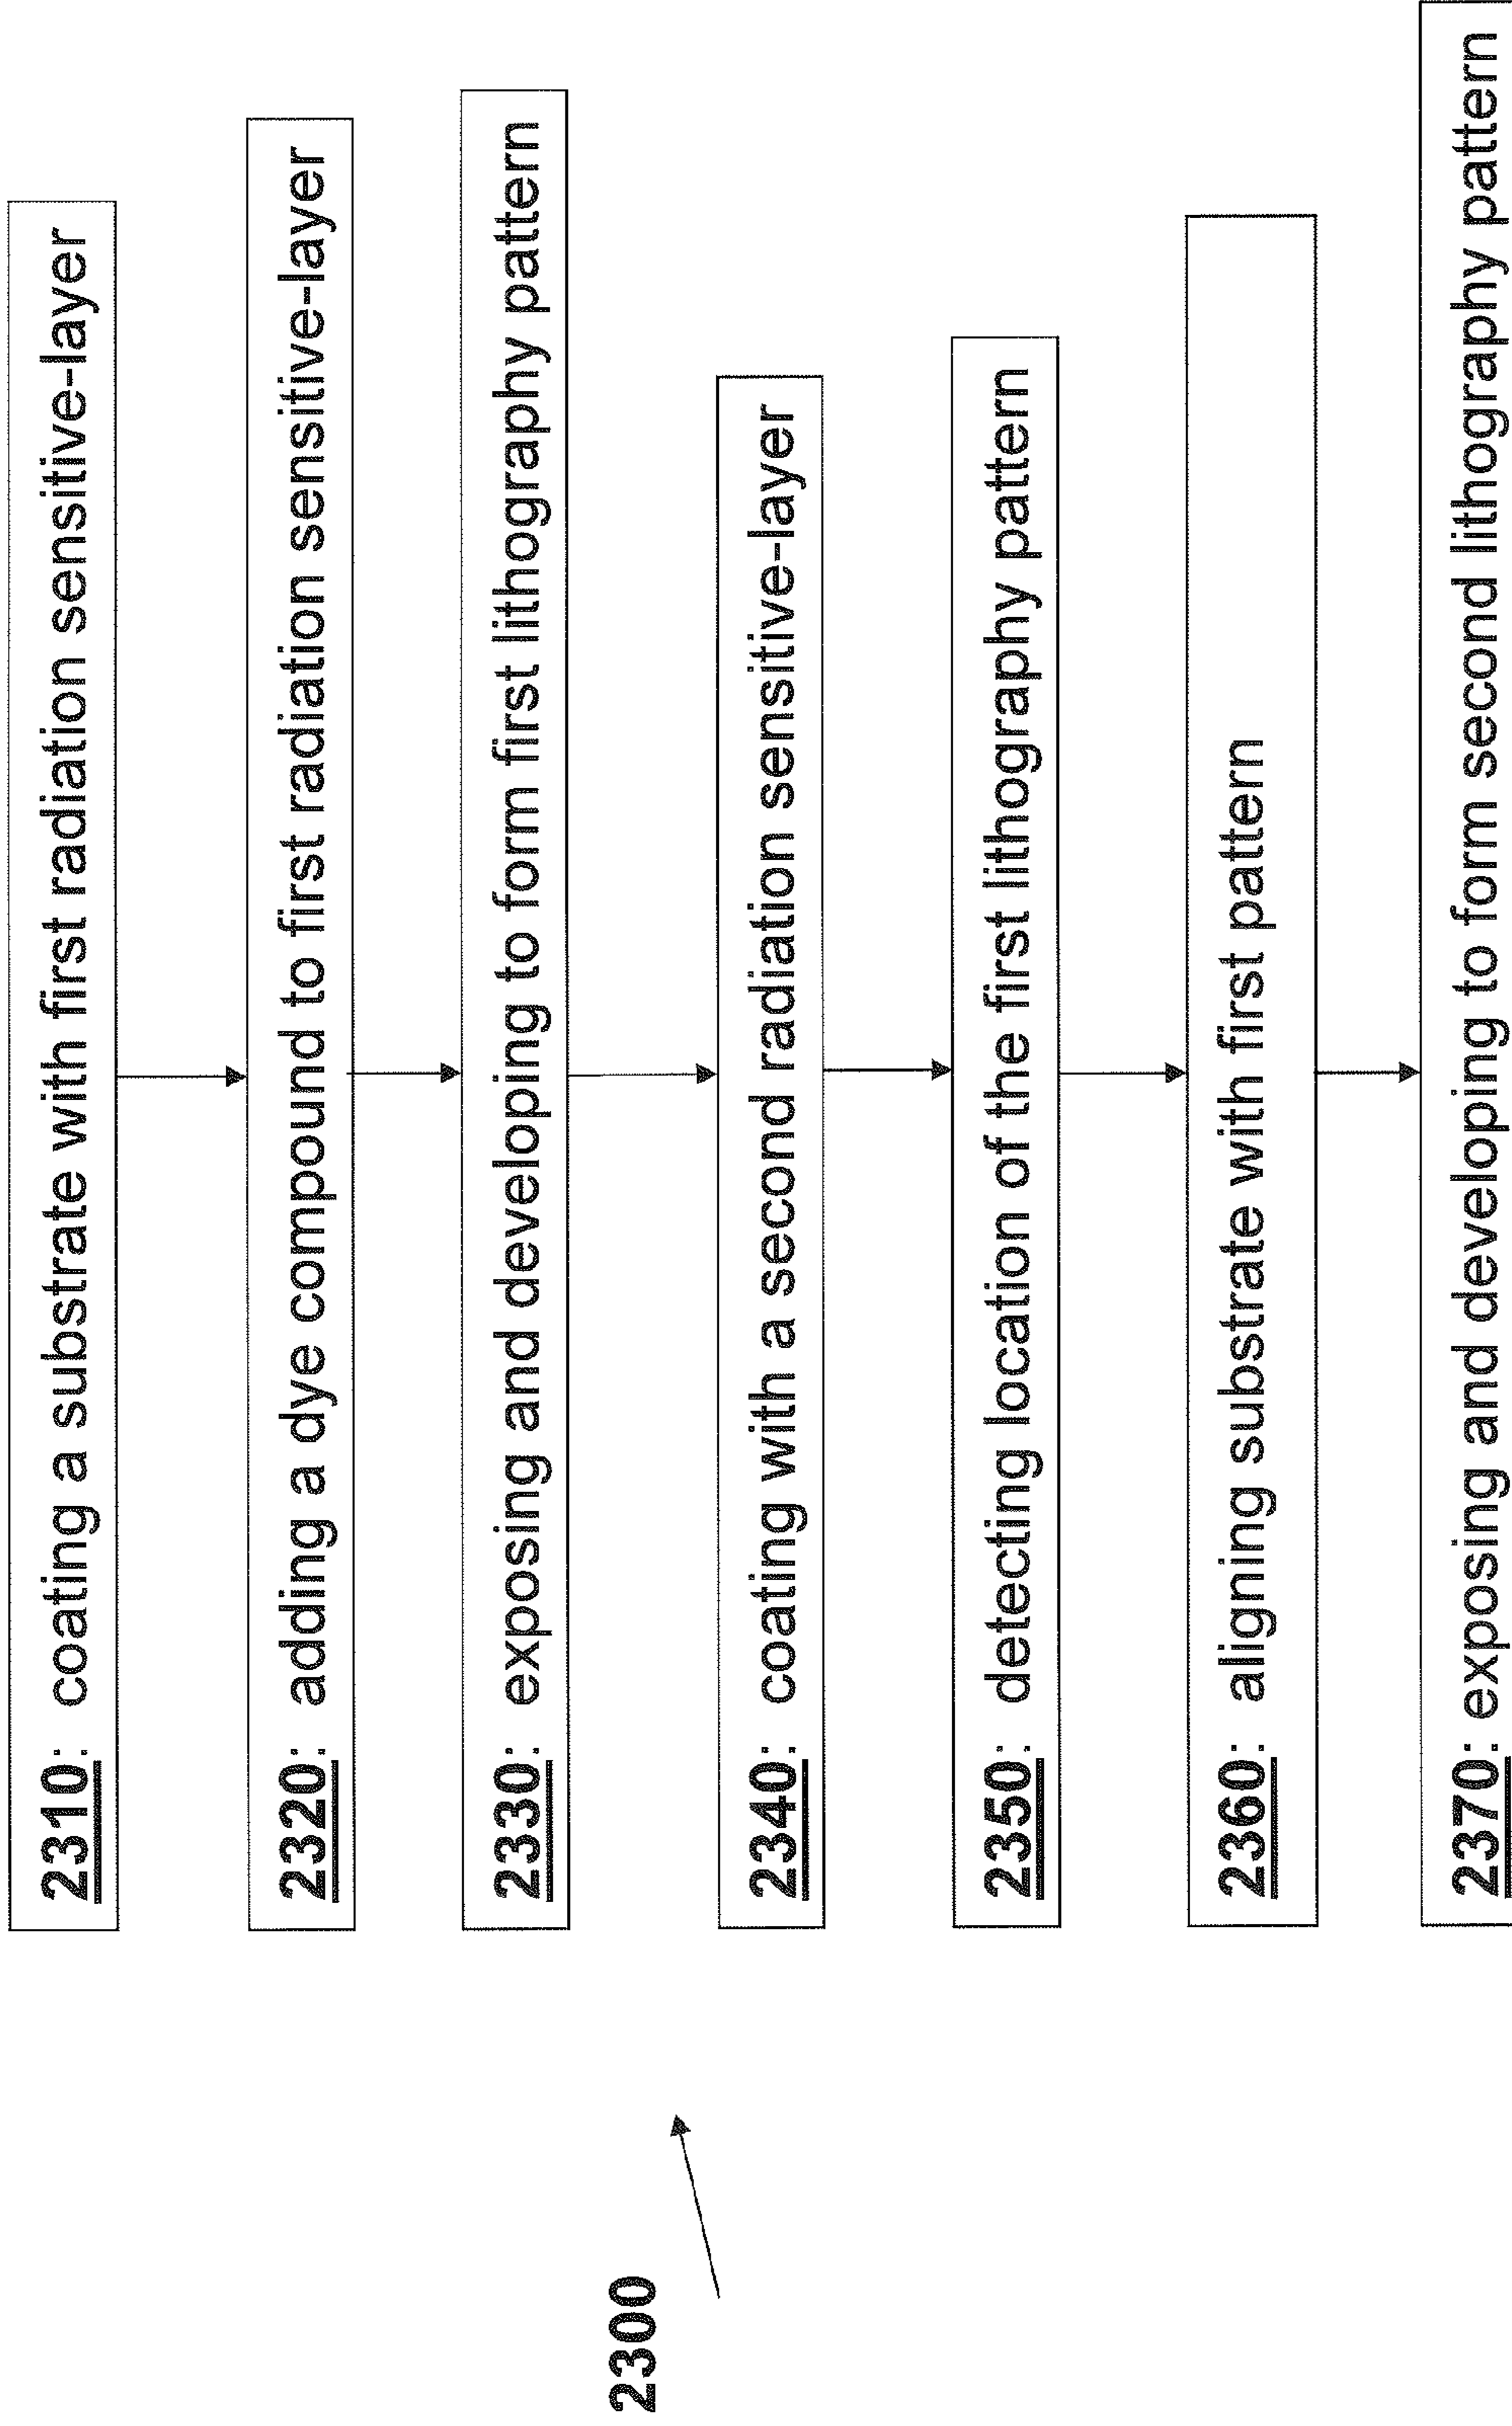 2310: coating a substrate with first radiation sensitive-layer
2320: adding a dye compound to first radiation sensitive-layer
2330: exposing and developing to form first lithography pattern
2340: coating with a second radiation sensitive-layer
2350: detecting location of the first lithography pattern
2360: aligning substrate with first pattern
2370: exposing and developing to form second lithography pattern
2300